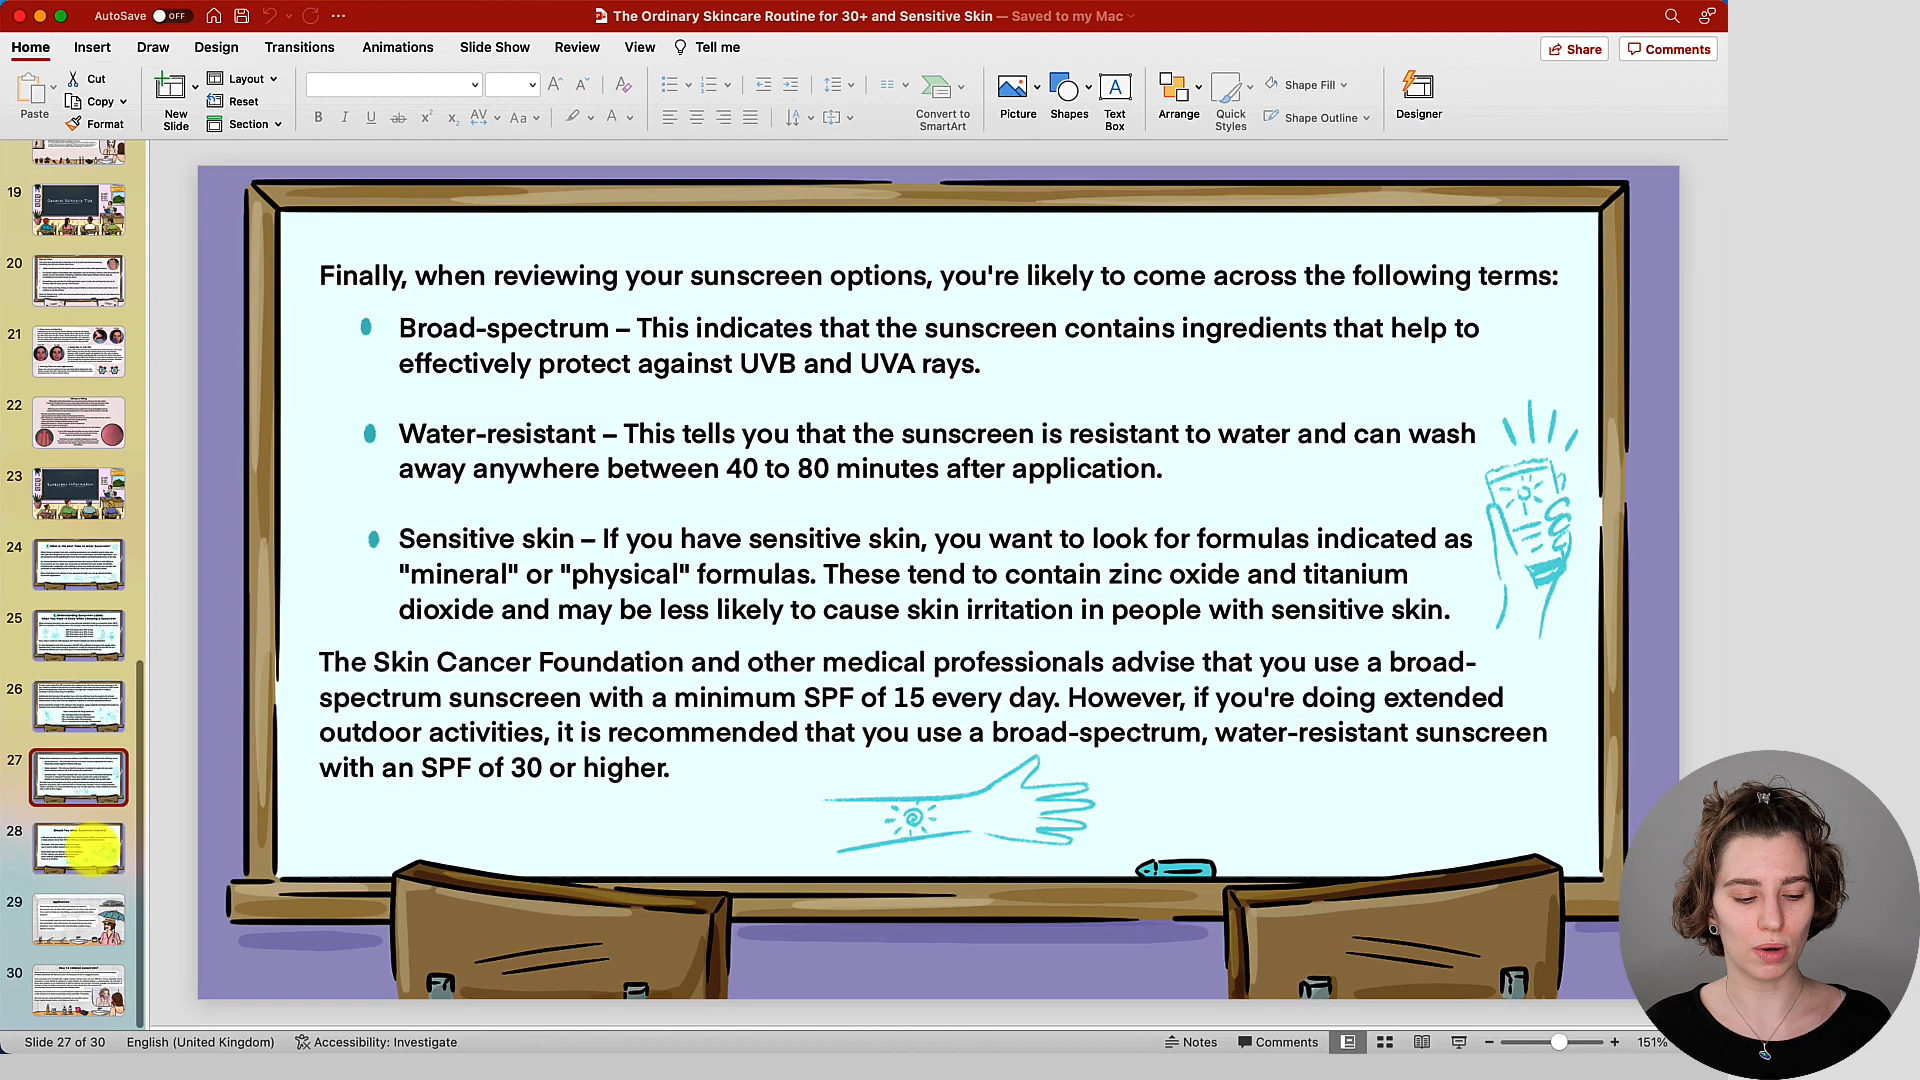 AutoSave OFF
The Ordinary Skincare Routine for 30+ and Sensitive Skin — Saved to my Mac
Home Insert Draw Design Transitions Animations Slide Show Review View Tell me
Share Comments
Paste Cut Copy Format
New Slide Layout Reset Section
B I U ab x² x₂ AV Aa A
Convert to SmartArt
Picture Shapes Text Box Arrange Quick Styles Shape Fill Shape Outline Designer
19
General Skincare Tips
20
21
22
23
Sunscreen Information
24
25
26
27
28
29
30
Finally, when reviewing your sunscreen options, you're likely to come across the following terms:
Broad-spectrum – This indicates that the sunscreen contains ingredients that help to
effectively protect against UVB and UVA rays.
Water-resistant – This tells you that the sunscreen is resistant to water and can wash
away anywhere between 40 to 80 minutes after application.
Sensitive skin – If you have sensitive skin, you want to look for formulas indicated as
"mineral" or "physical" formulas. These tend to contain zinc oxide and titanium
dioxide and may be less likely to cause skin irritation in people with sensitive skin.
The Skin Cancer Foundation and other medical professionals advise that you use a broad-
spectrum sunscreen with a minimum SPF of 15 every day. However, if you're doing extended
outdoor activities, it is recommended that you use a broad-spectrum, water-resistant sunscreen
with an SPF of 30 or higher.
Slide 27 of 30 English (United Kingdom) Accessibility: Investigate
Notes Comments 151%